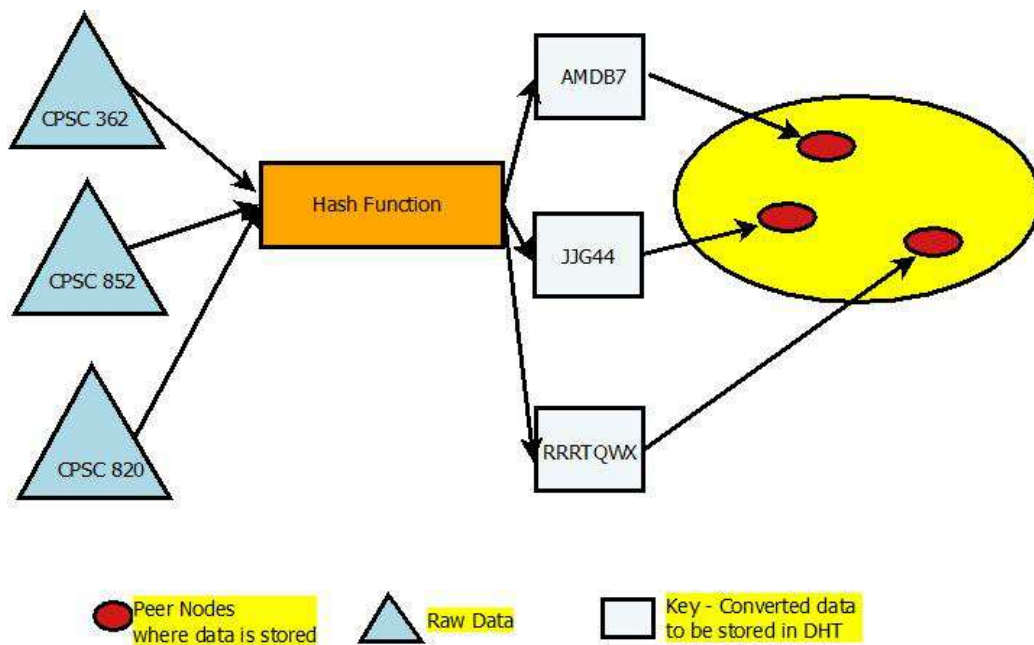 CPSC 362
CPSC 852
CPSC 820
Hash Function
AMDB7
JJG44
RRRTQWX
Peer Nodes
where data is stored
Raw Data
Key - Converted data
to be stored in DHT